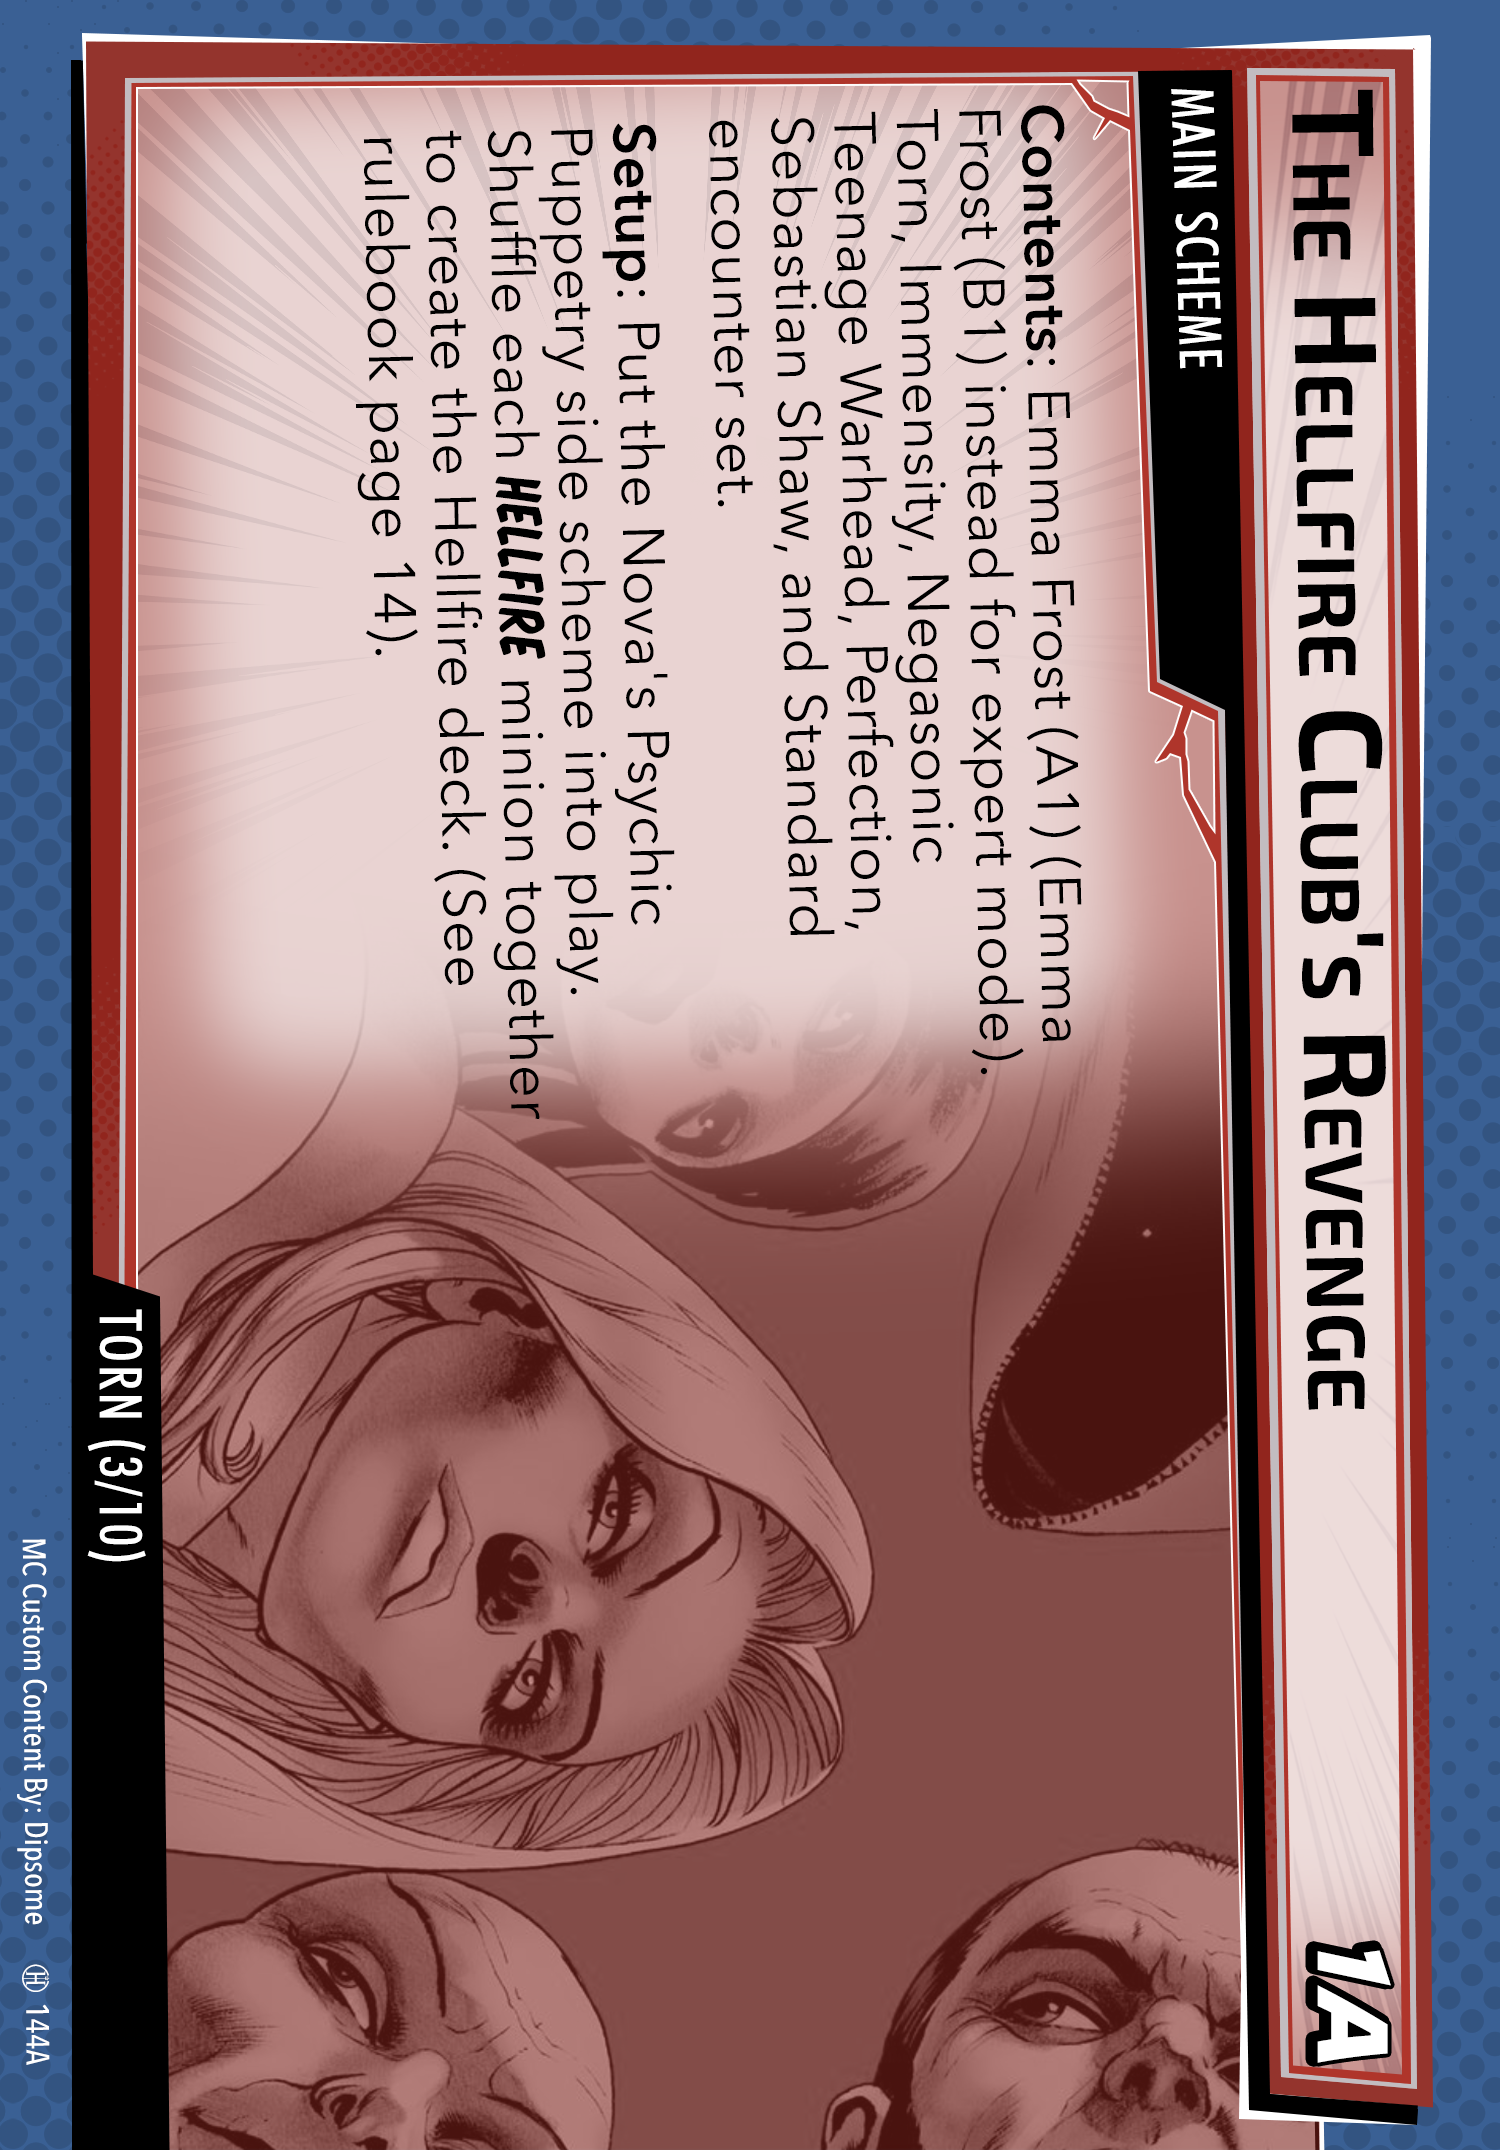 THE HELLFIRE CLUB'S REVENGE
1A
MAIN SCHEME
Contents: Emma Frost (A1) (Emma
Frost (B1) instead for expert mode).
Torn, Immensity, Negasonic
Teenage Warhead, Perfection,
Sebastian Shaw, and Standard
encounter set.
Setup: Put the Nova's Psychic
Puppetry side scheme into play.
Shuffle each HELLFIRE minion together
to create the Hellfire deck. (See
rulebook page 14).
TORN (3/10)
MC Custom Content By: Dipsome H 144A